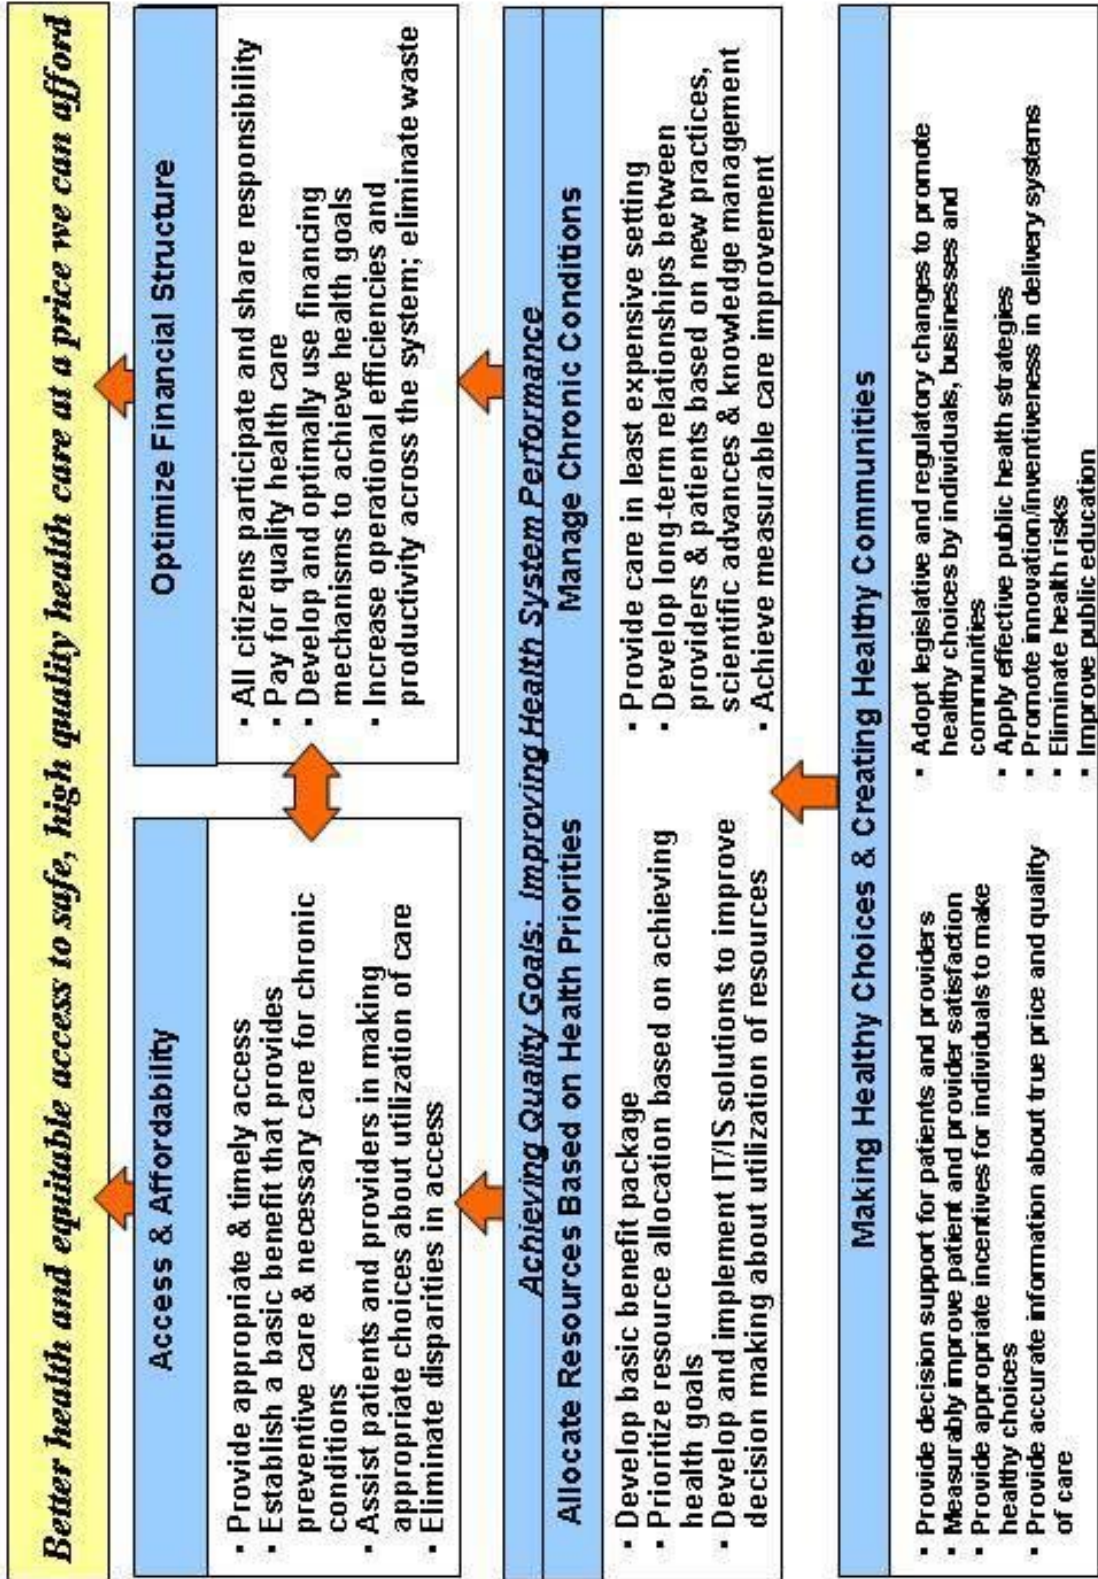 Better health and equitable access to safe, high quality health care at a price we can afford
Access & Affordability
▪ Provide appropriate & timely access
▪ Establish a basic benefit that provides
preventive care & necessary care for chronic
conditions
▪ Assist patients and providers in making
appropriate choices about utilization of care
▪ Eliminate disparities in access
Optimize Financial Structure
▪ All citizens participate and share responsibility
▪ Pay for quality health care
▪ Develop and optimally use financing
mechanisms to achieve health goals
▪ Increase operational efficiencies and
productivity across the system; eliminate waste
Achieving Quality Goals: Improving Health System Performance
Allocate Resources Based on Health Priorities
▪ Develop basic benefit package
▪ Prioritize resource allocation based on achieving
health goals
▪ Develop and implement IT/IS solutions to improve
decision making about utilization of resources
Manage Chronic Conditions
▪ Provide care in least expensive setting
▪ Develop long-term relationships between
providers & patients based on new practices,
scientific advances & knowledge management
▪ Achieve measurable care improvement
Making Healthy Choices & Creating Healthy Communities
▪ Provide decision support for patients and providers
▪ Measurably improve patient and provider satisfaction
▪ Provide appropriate incentives for individuals to make
healthy choices
▪ Provide accurate information about true price and quality
of care
▪ Adopt legislative and regulatory changes to promote
healthy choices by individuals, businesses and
communities
▪ Apply effective public health strategies
▪ Promote innovation/inventiveness in delivery systems
▪ Eliminate health risks
▪ Improve public education